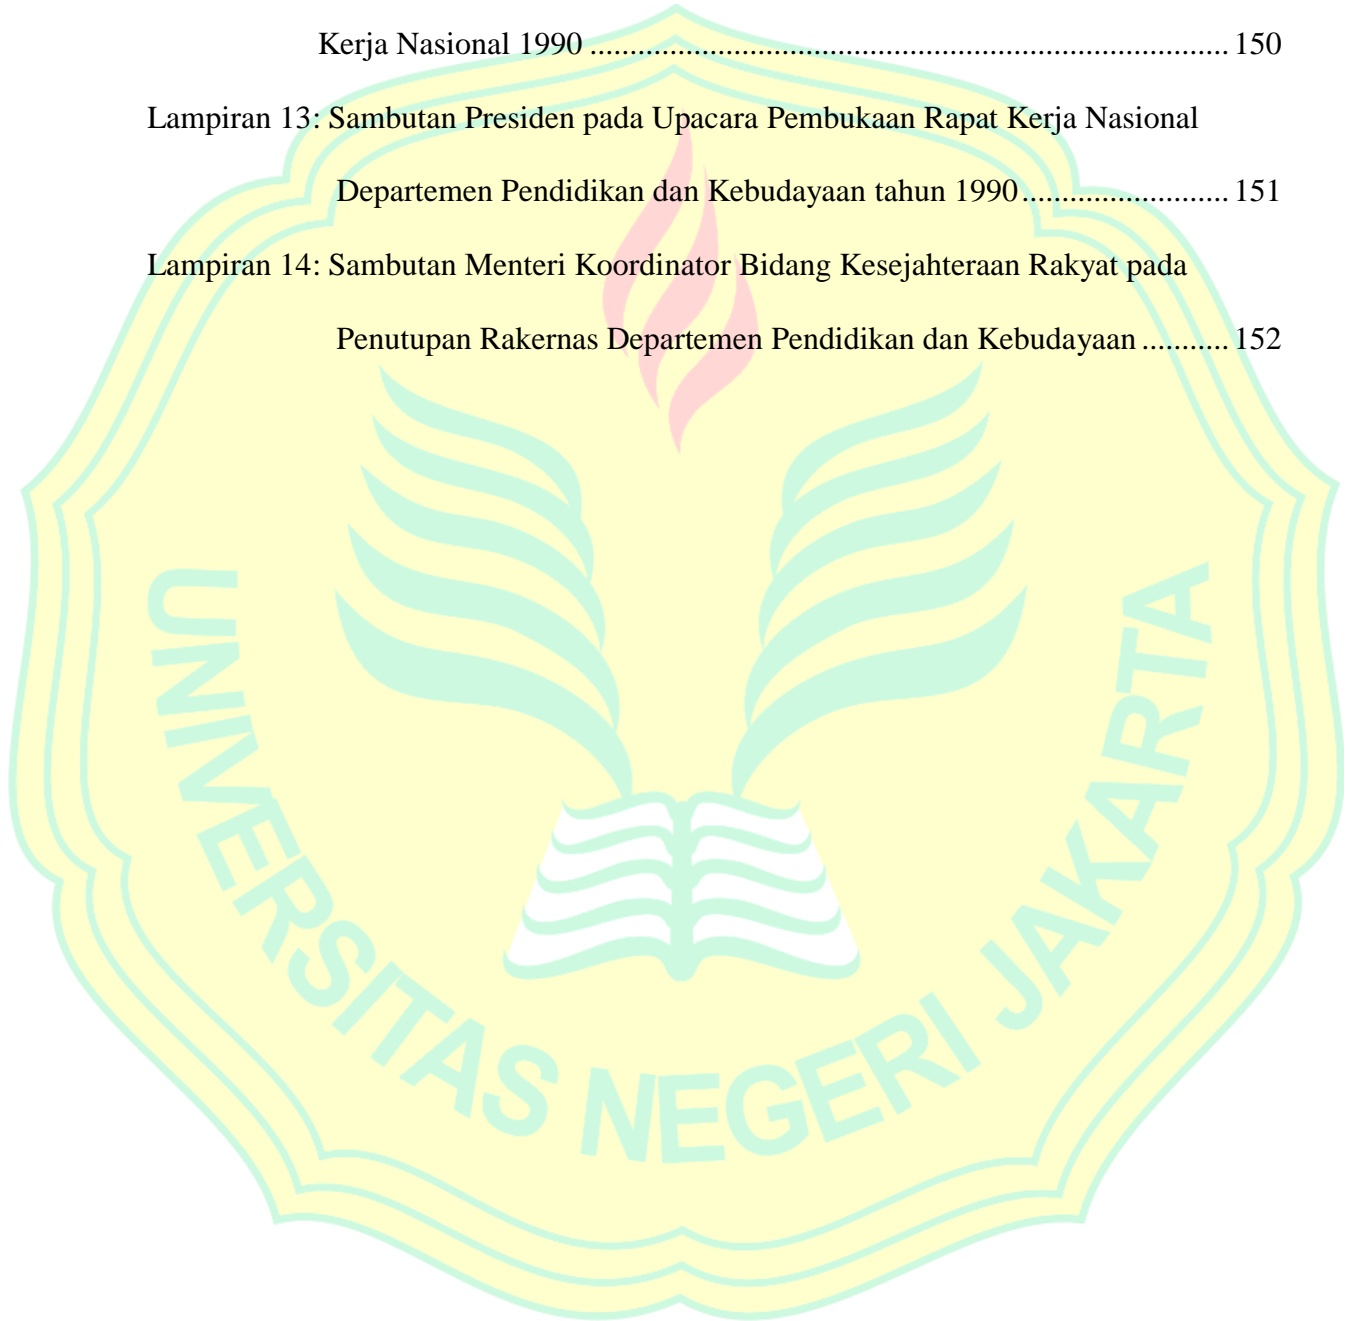 Kerja Nasional 1990 ................................................................................ 150
Lampiran 13: Sambutan Presiden pada Upacara Pembukaan Rapat Kerja Nasional
Departemen Pendidikan dan Kebudayaan tahun 1990 .......................... 151
Lampiran 14: Sambutan Menteri Koordinator Bidang Kesejahteraan Rakyat pada
Penutupan Rakernas Departemen Pendidikan dan Kebudayaan ........... 152
UNIVERSITAS NEGERI JAKARTA